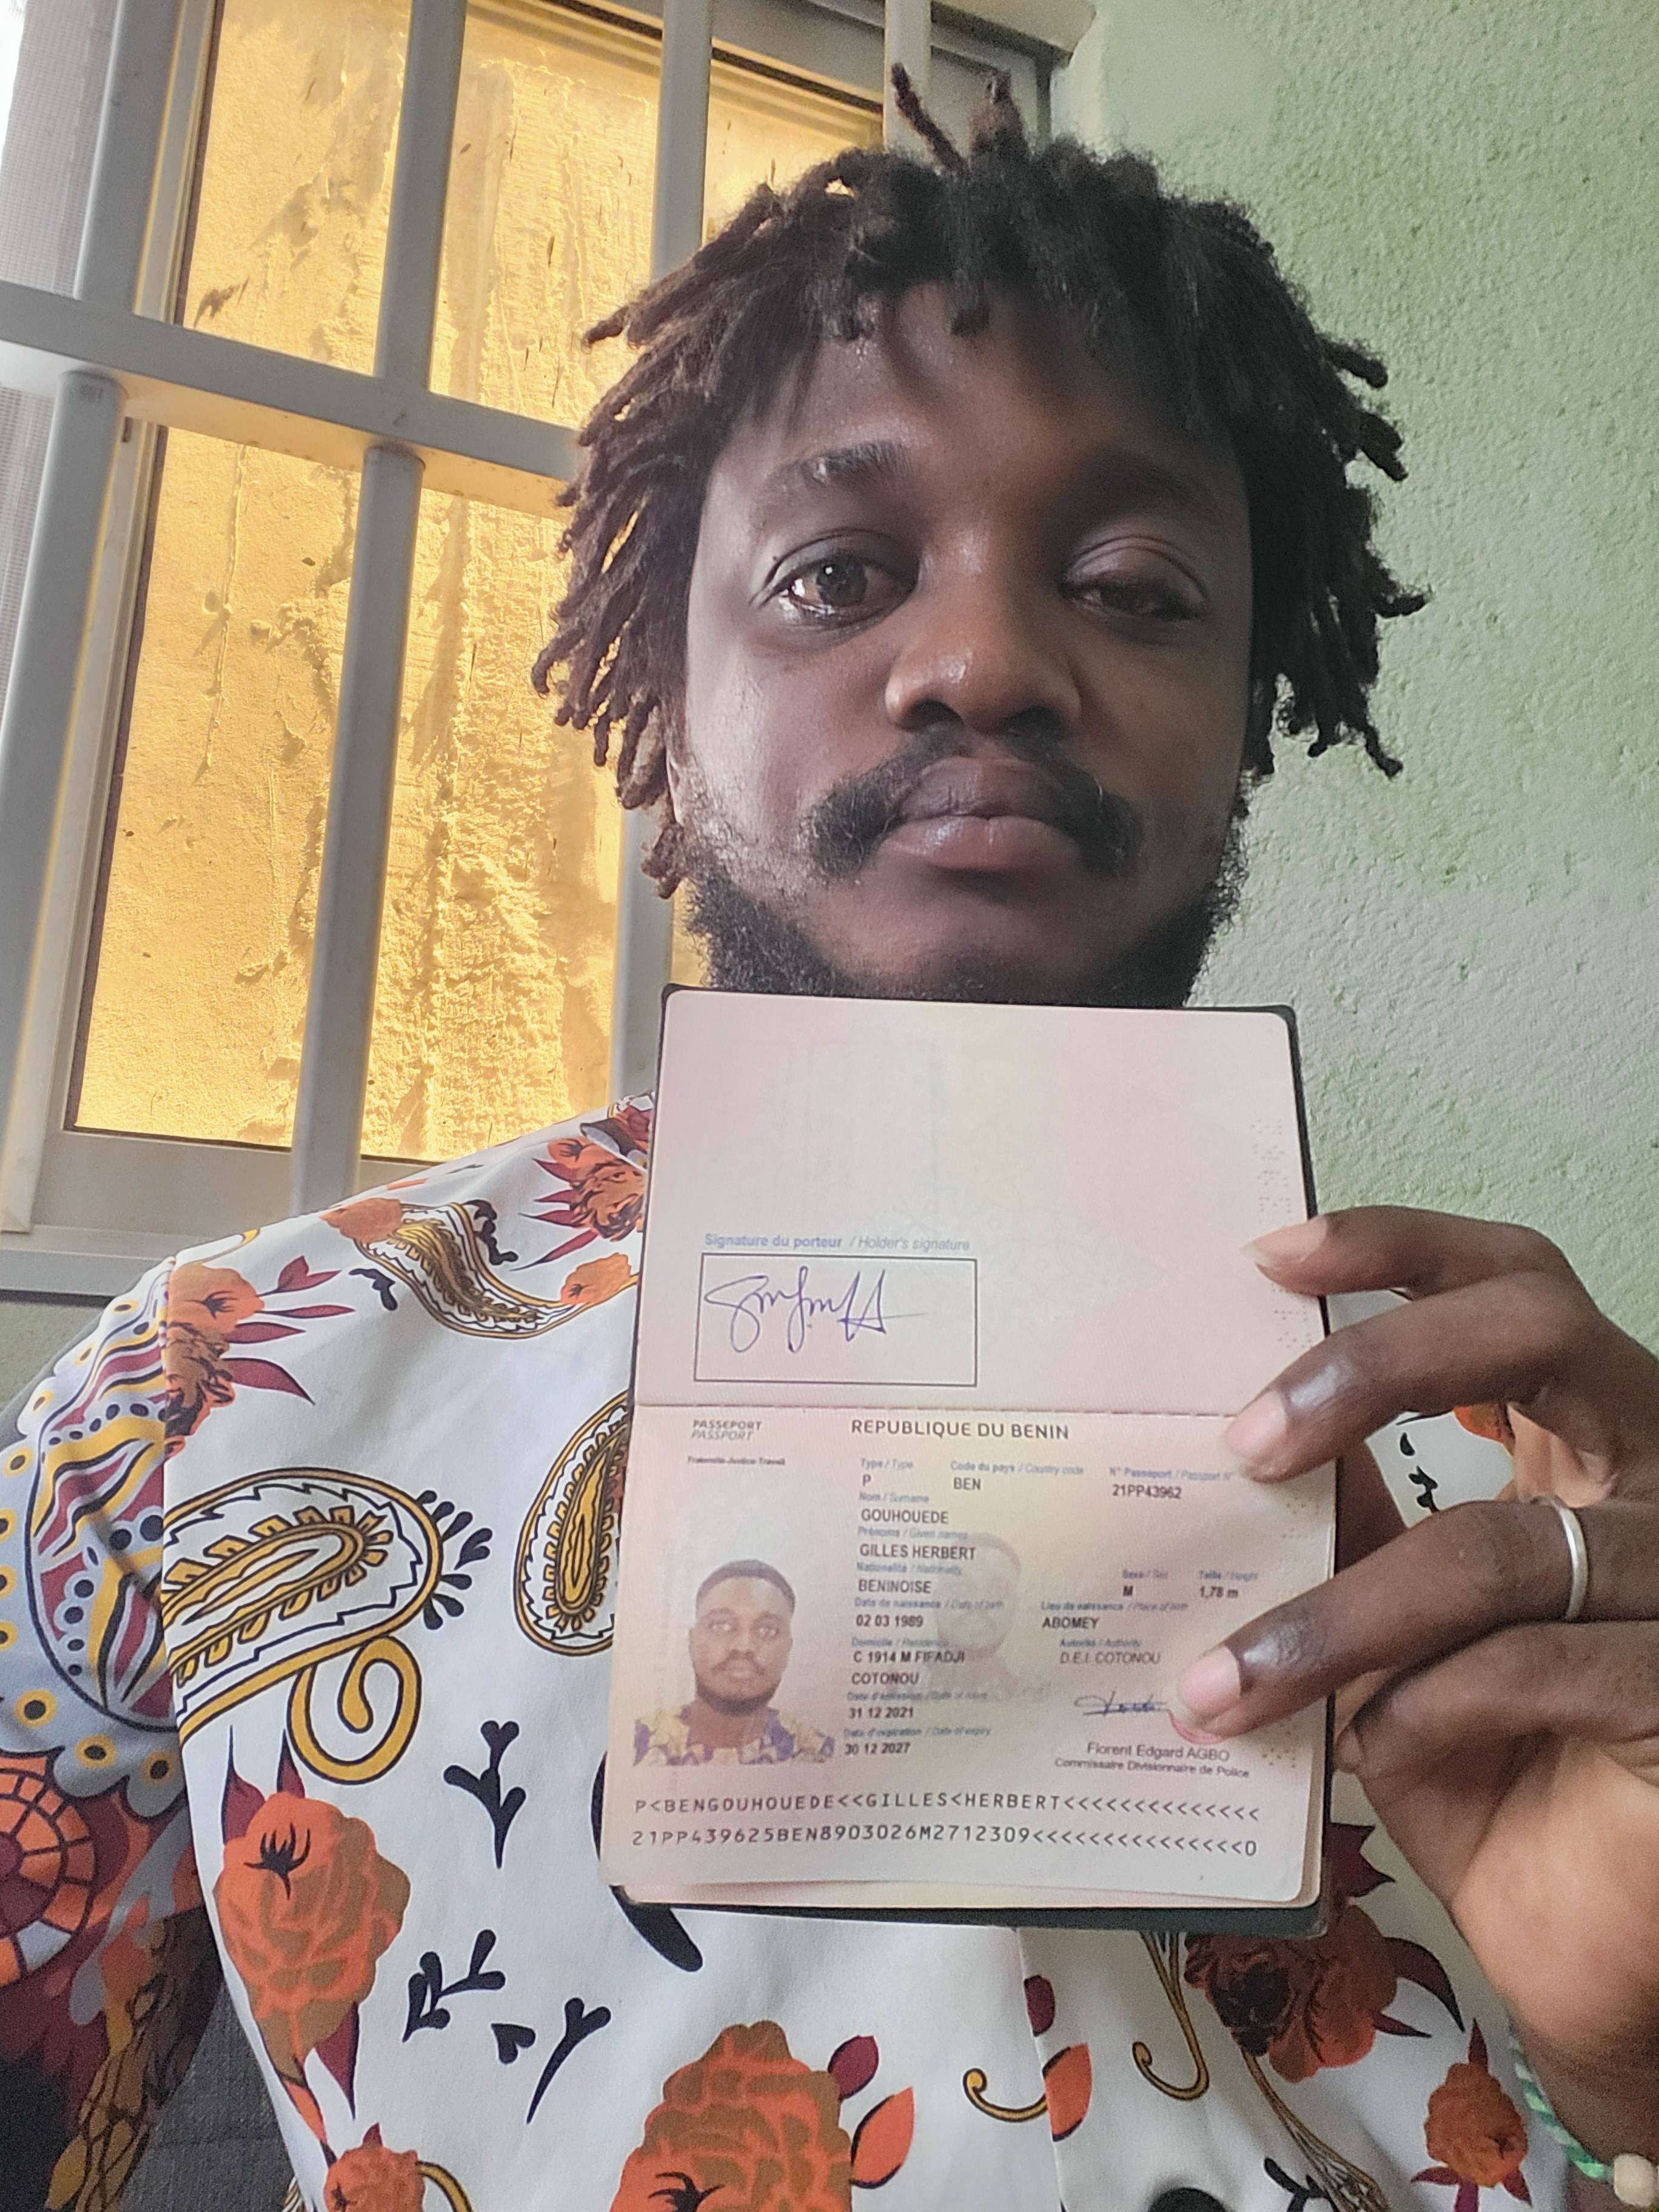 Signature du porteur / Holder's signature
PASSEPORT
PASSPORT
REPUBLIQUE DU BENIN
Fraternité-Justice-Travail
Type / Type
Code du pays / Country code
N° Passeport / Passport N°
P
BEN
21PP43962
Nom / Surname
GOUHOUEDE
Prénoms / Given names
GILLES HERBERT
Nationalité / Nationality
Sexe / Sex
Taille / Height
BENINOISE
M
1,78 m
Date de naissance / Date of birth
Lieu de naissance / Place of birth
02 03 1989
ABOMEY
Domicile / Residence
Autorité / Authority
C 1914 M FIFADJI
D.E.I. COTONOU
COTONOU
Date d'émission / Date of issue
31 12 2021
Date d'expiration / Date of expiry
30 12 2027
Florent Edgard AGBO
Commissaire Divisionnaire de Police
P<BENGOUHOUEDE<<GILLES<HERBERT<<<<<<<<<<<<<<
21PP439625BEN8903026M2712309<<<<<<<<<<<<<<<0